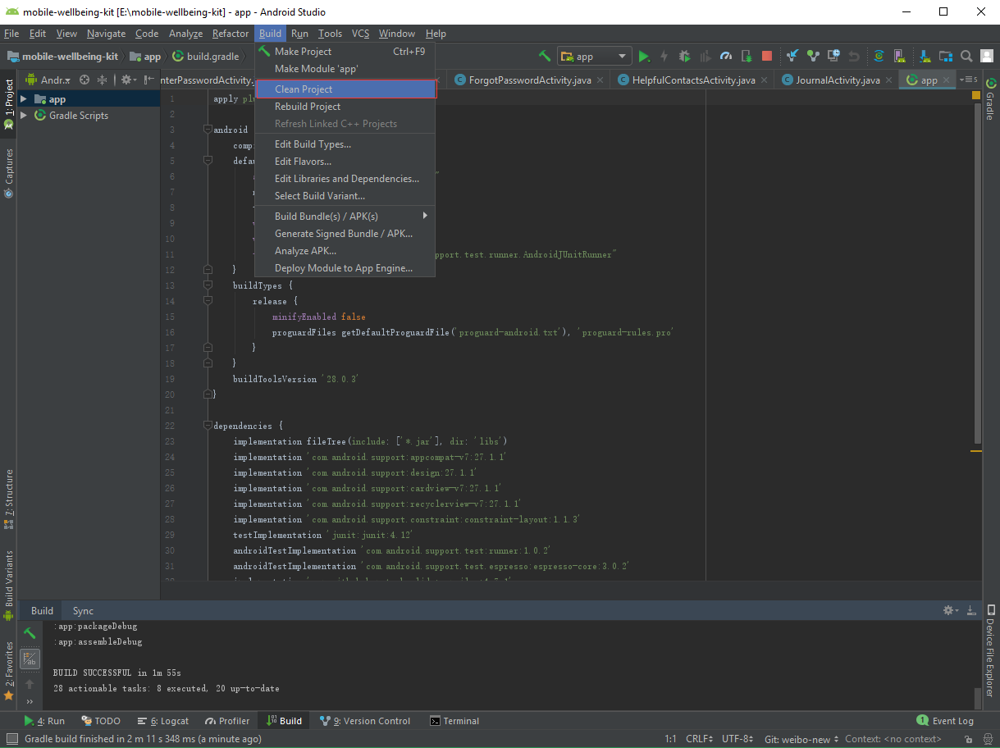 mobile-wellbeing-kit [E:\mobile-wellbeing-kit] - app - Android Studio
File Edit View Navigate Code Analyze Refactor Build Run Tools VCS Window Help
mobile-wellbeing-kit app build.gradle app
Make Project Ctrl+F9
Make Module 'app'
Clean Project
Rebuild Project
Refresh Linked C++ Projects
Edit Build Types...
Edit Flavors...
Edit Libraries and Dependencies...
Select Build Variant...
Build Bundle(s) / APK(s)
Generate Signed Bundle / APK...
Analyze APK...
Deploy Module to App Engine...
Andr... nterPasswordActivity. ForgotPasswordActivity.java HelpfulContactsActivity.java JournalActivity.java app
app
Gradle Scripts
1: Project
Captures
7: Structure
Build Variants
2: Favorites
Gradle
Device File Explorer
1 apply pl
2
3 android
4 comp
5 defa
6 "
7
8
9
10
11 pport.test.runner.AndroidJUnitRunner"
12 }
13 buildTypes {
14 release {
15 minifyEnabled false
16 proguardFiles getDefaultProguardFile('proguard-android.txt'), 'proguard-rules.pro'
17 }
18 }
19 buildToolsVersion '28.0.3'
20 }
21
22 dependencies {
23 implementation fileTree(include: ['*.jar'], dir: 'libs')
24 implementation 'com.android.support:appcompat-v7:27.1.1'
25 implementation 'com.android.support:design:27.1.1'
26 implementation 'com.android.support:cardview-v7:27.1.1'
27 implementation 'com.android.support:recyclerview-v7:27.1.1'
28 implementation 'com.android.support.constraint:constraint-layout:1.1.3'
29 testImplementation 'junit:junit:4.12'
30 androidTestImplementation 'com.android.support.test:runner:1.0.2'
31 androidTestImplementation 'com.android.support.test.espresso:espresso-core:3.0.2'
Build Sync
:app:packageDebug
:app:assembleDebug
BUILD SUCCESSFUL in 1m 55s
28 actionable tasks: 8 executed, 20 up-to-date
4: Run TODO 6: Logcat Profiler Build 9: Version Control Terminal 1 Event Log
Gradle build finished in 2 m 11 s 348 ms (a minute ago) 1:1 CRLF UTF-8 Git: weibo-new Context: <no context>